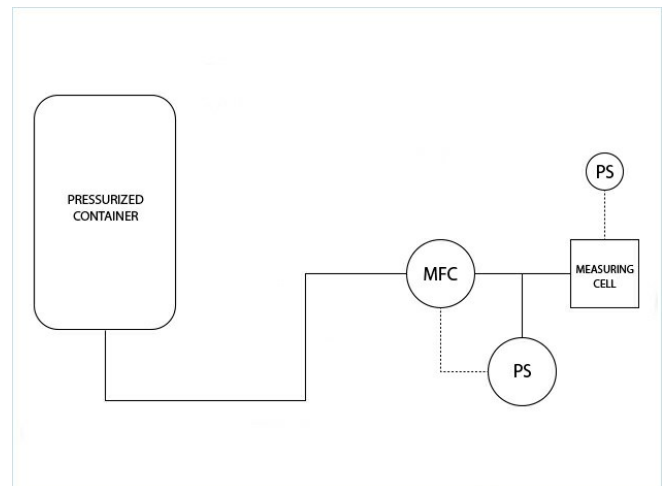 PRESSURIZED
CONTAINER
PS
MFC
MEASURING
CELL
PS